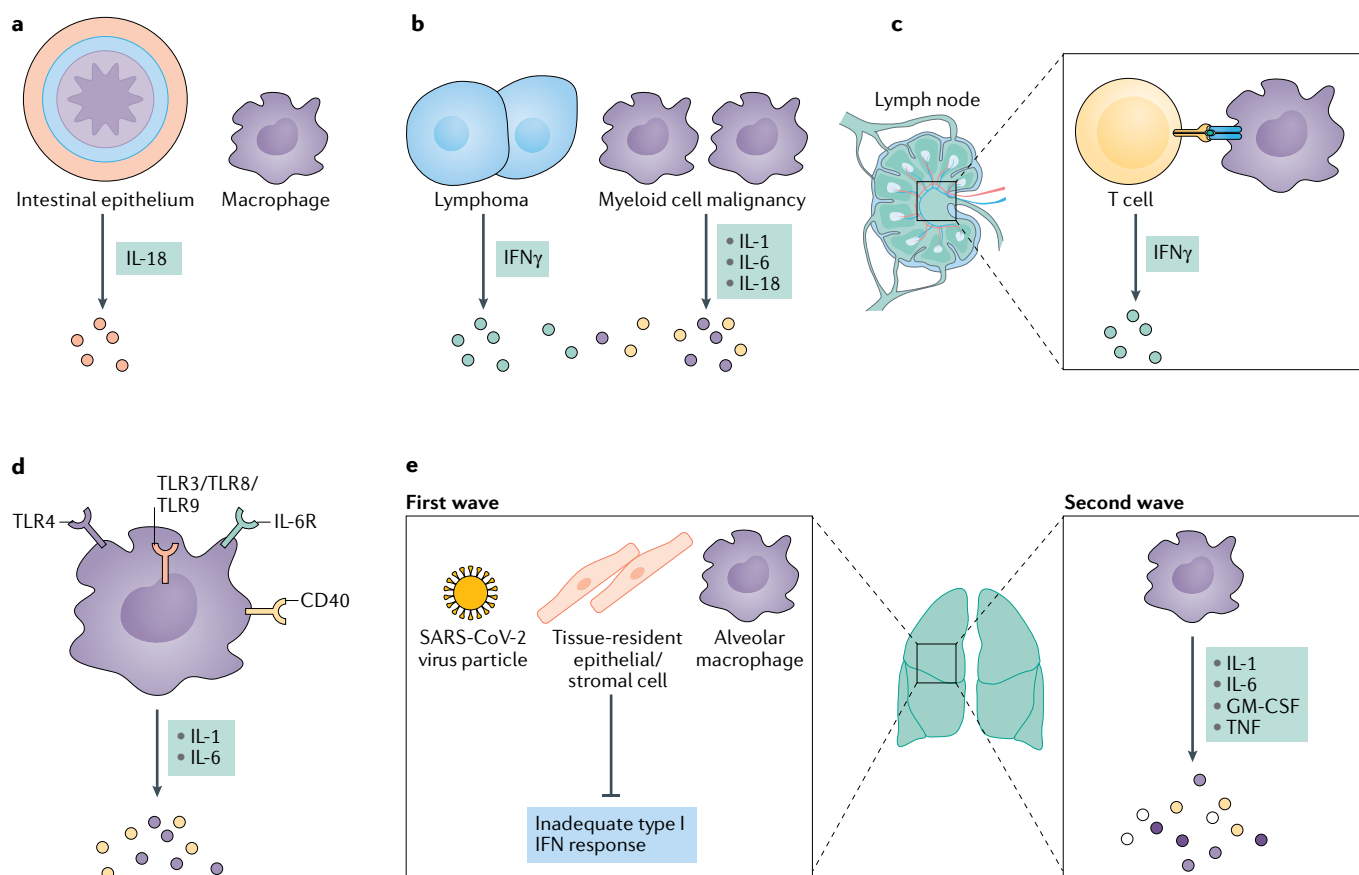 a
Intestinal epithelium
Macrophage
IL-18
b
Lymphoma
Myeloid cell malignancy
IFNγ
• IL-1
• IL-6
• IL-18
c
Lymph node
T cell
IFNγ
d
TLR4
TLR3/TLR8/
TLR9
IL-6R
CD40
• IL-1
• IL-6
e
First wave
SARS-CoV-2
virus particle
Tissue-resident
epithelial/
stromal cell
Alveolar
macrophage
Inadequate type I
IFN response
Second wave
• IL-1
• IL-6
• GM-CSF
• TNF